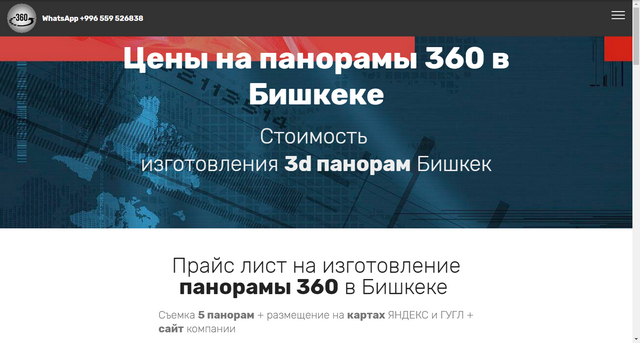 360
WhatsApp +996 559 526838
Цены на панорамы 360 в
Бишкеке
Стоимость
изготовления 3d панорам Бишкек
Прайс лист на изготовление
панорамы 360 в Бишкеке
Съемка 5 панорам + размещение на картах ЯНДЕКС и ГУГЛ +
сайт компании